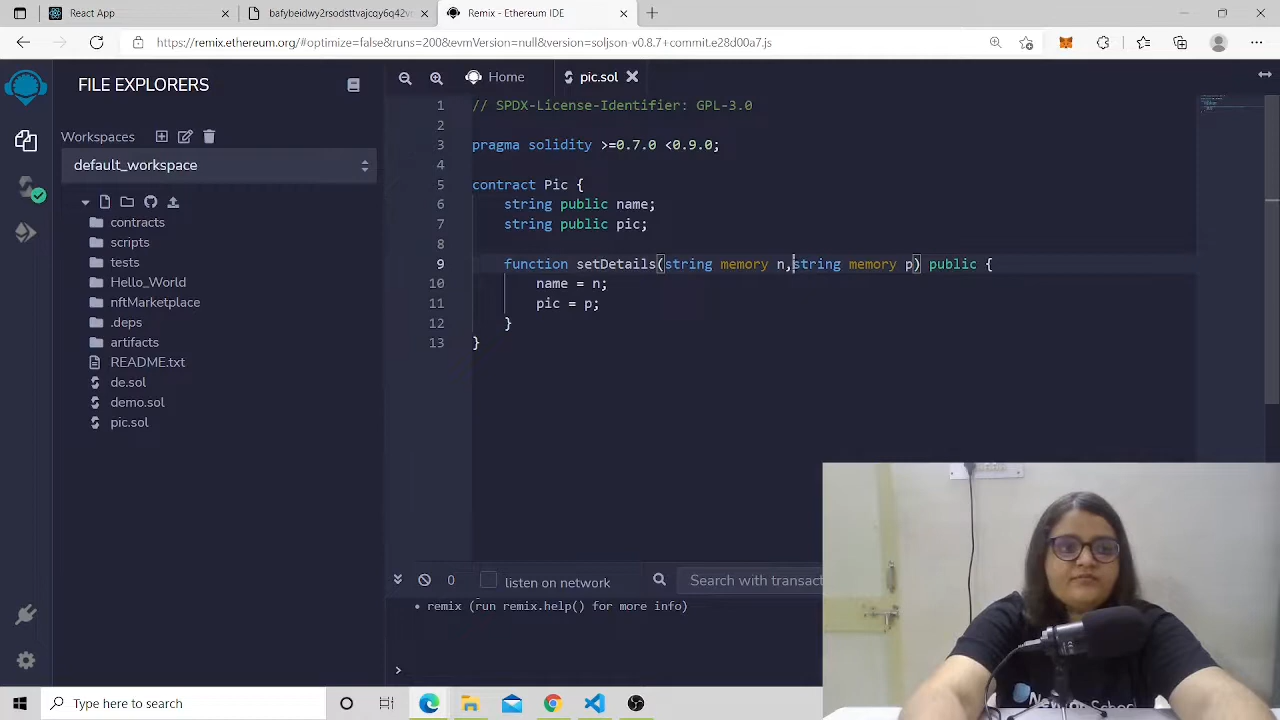 React App
bafybeidwy2rsodsttvajcqy6q42vr
Remix - Ethereum IDE
https://remix.ethereum.org/#optimize=false&runs=200&evmVersion=null&version=soljson-v0.8.7+commit.e28d00a7.js
FILE EXPLORERS
Home
pic.sol
Workspaces
default_workspace
contracts
scripts
tests
Hello_World
nftMarketplace
.deps
artifacts
README.txt
de.sol
demo.sol
pic.sol
1 // SPDX-License-Identifier: GPL-3.0
2
3 pragma solidity >=0.7.0 <0.9.0;
4
5 contract Pic {
6 string public name;
7 string public pic;
8
9 function setDetails(string memory n,string memory p) public {
10 name = n;
11 pic = p;
12 }
13 }
0
listen on network
Search with transact
remix (run remix.help() for more info)
>
Type here to search